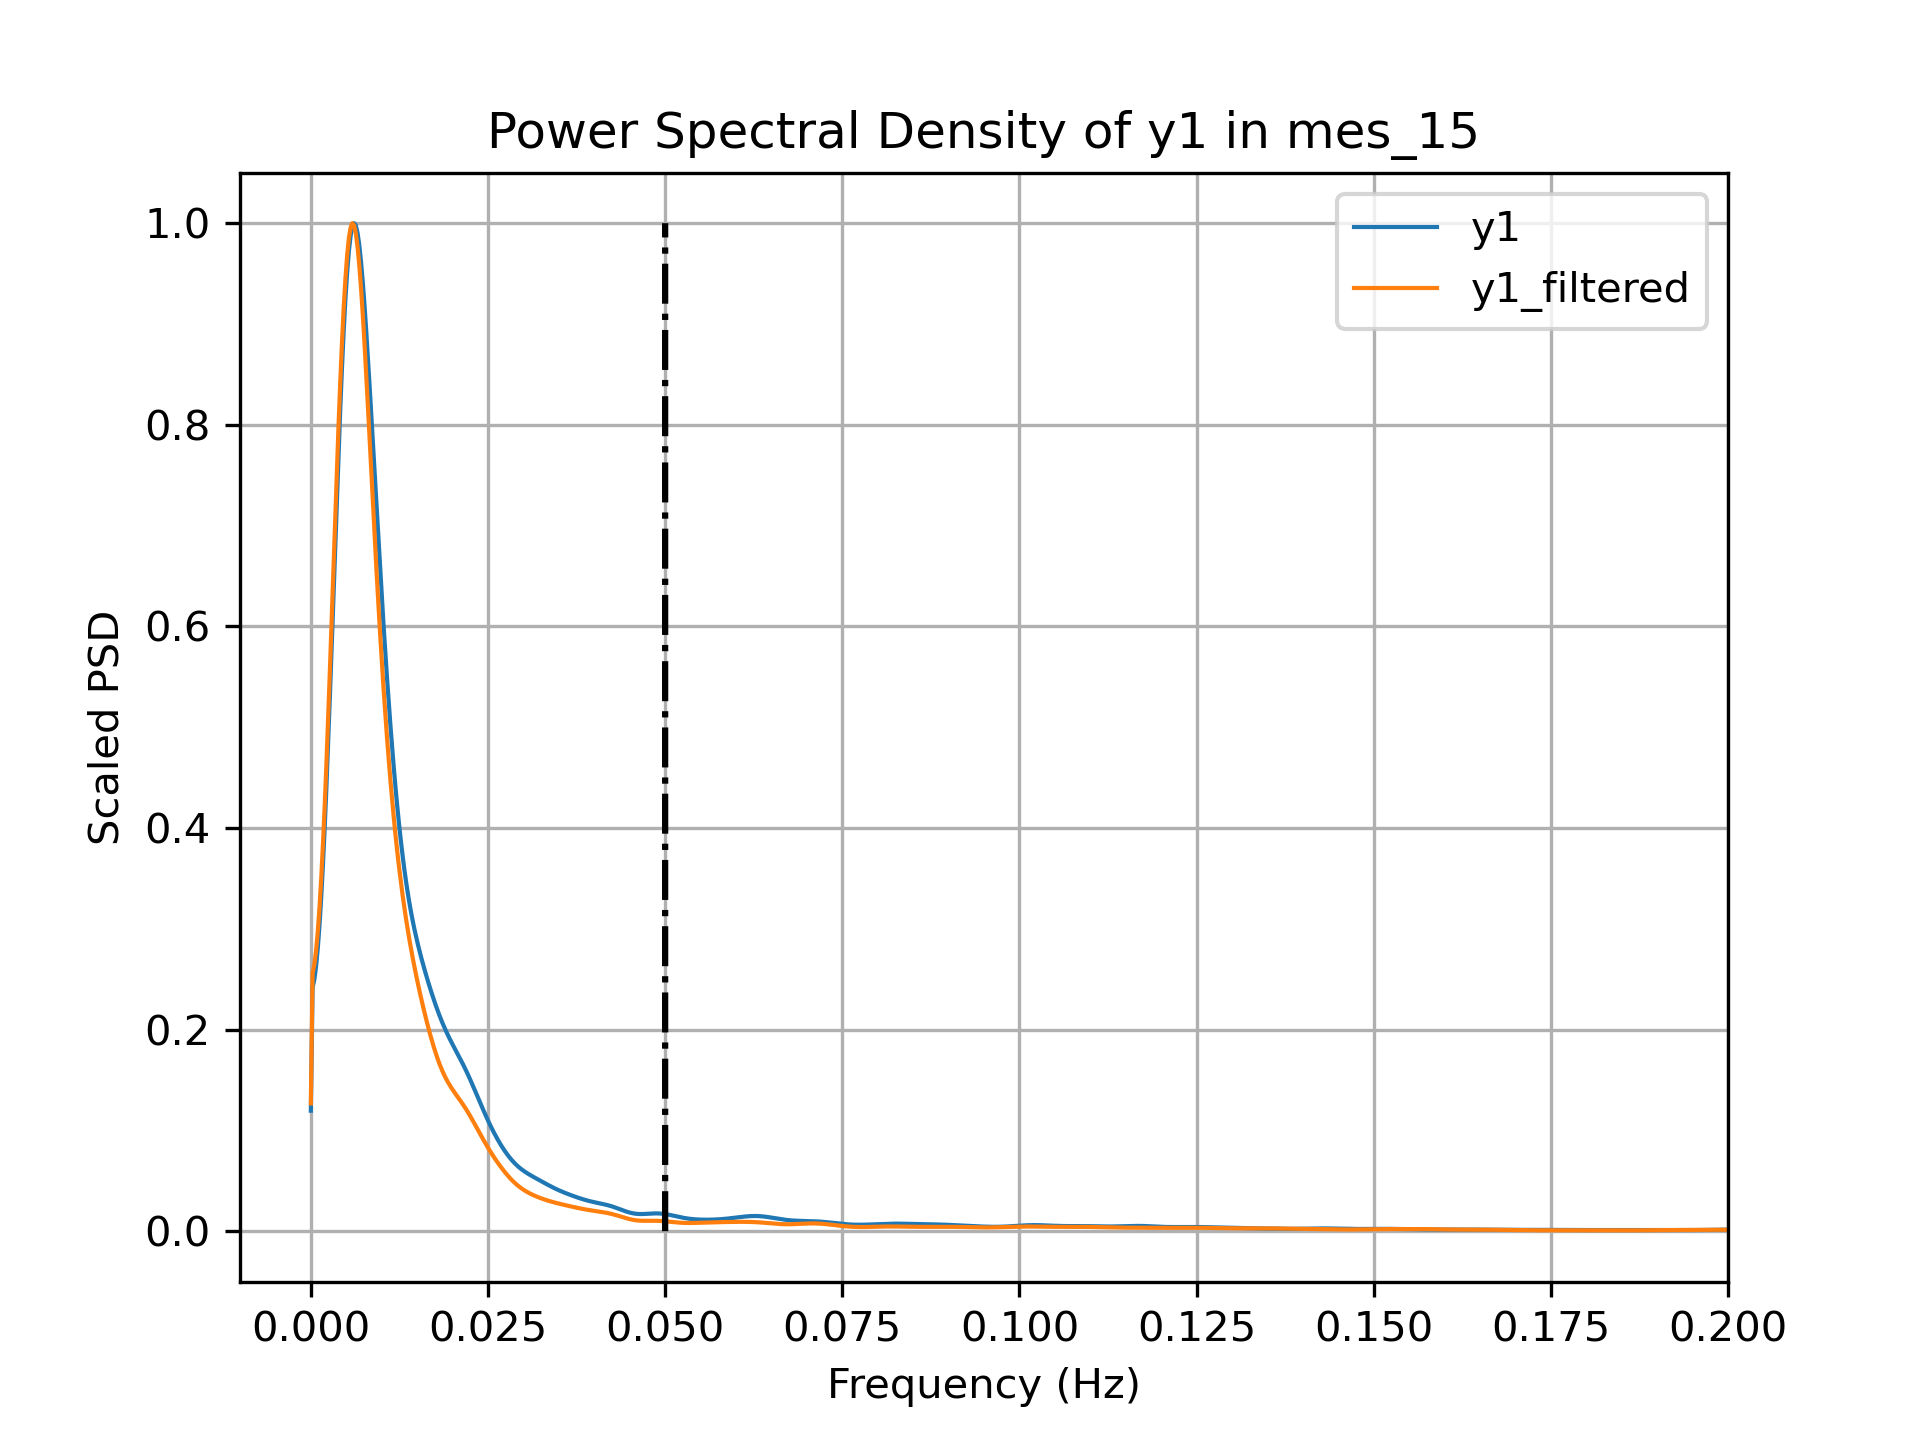 Power Spectral Density of y1 in mes_15
y1
y1_filtered
Scaled PSD
1.0
0.8
0.6
0.4
0.2
0.0
0.000 0.025 0.050 0.075 0.100 0.125 0.150 0.175 0.200
Frequency (Hz)